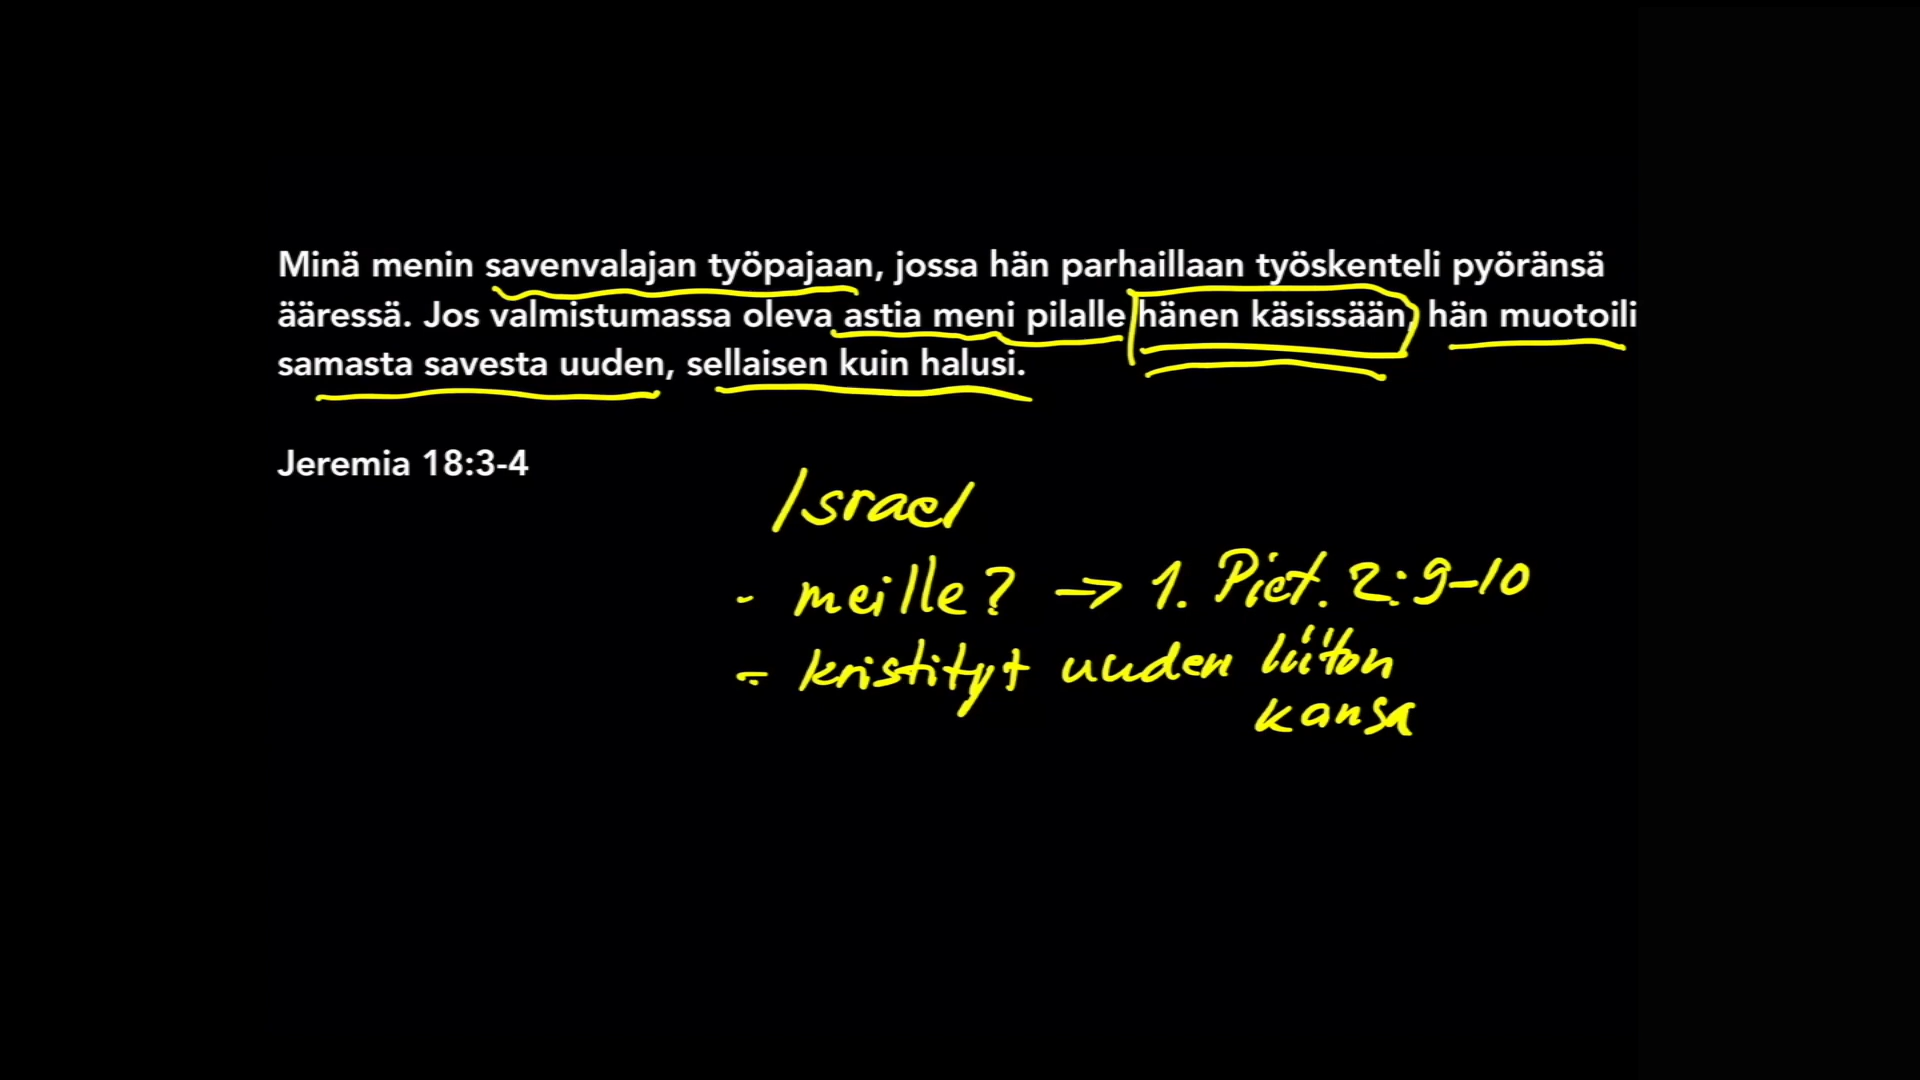 Minä menin savenvalajan työpajaan, jossa hän parhaillaan työskenteli pyöränsä
ääressä. Jos valmistumassa oleva astia meni pilalle hänen käsissään, hän muotoili
samasta savesta uuden, sellaisen kuin halusi.
Jeremia 18:3-4
Israel
- meille? → 1. Piet. 2:9-10
- kristityt uuden liiton
kansa